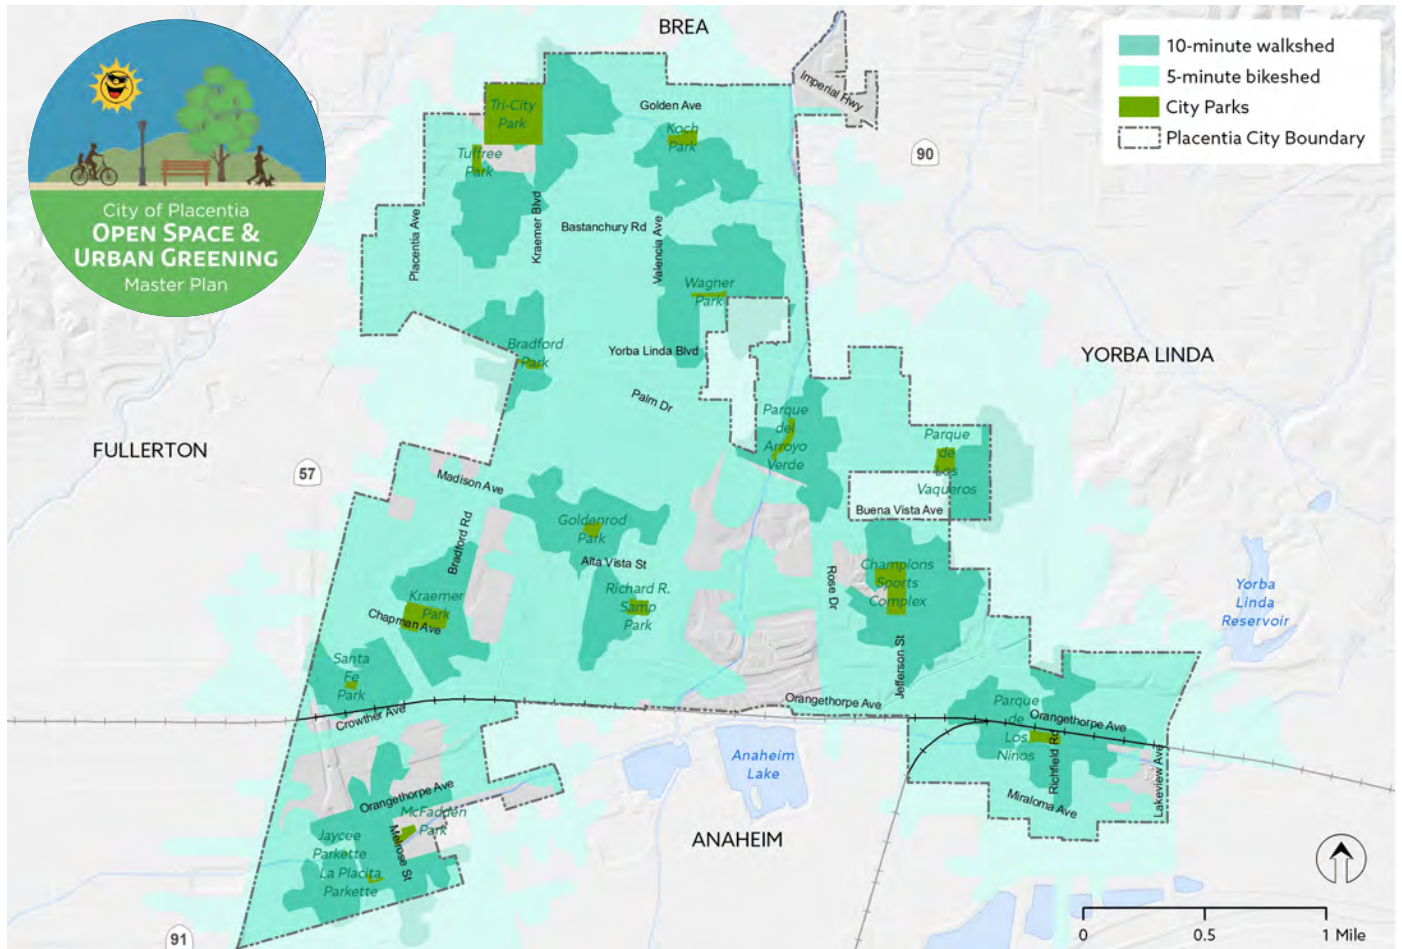 BREA
10-minute walkshed
5-minute bikeshed
City Parks
Placentia City Boundary
City of Placentia
OPEN SPACE &
URBAN GREENING
Master Plan
Imperial Hwy
90
Tri-City
Park
Golden Ave
Koch
Park
Tuffree
Park
Placentia Ave
Kraemer Blvd
Bastanchury Rd
Valencia Ave
Wagner
Park
Bradford
Park
Yorba Linda Blvd
YORBA LINDA
Palm Dr
Parque
del
Arroyo
Verde
Parque
de
Los
Vaqueros
FULLERTON
57
Madison Ave
Buena Vista Ave
Bradford Rd
Goldenrod
Park
Alta Vista St
Champions
Sports
Complex
Rose Dr
Richard R.
Samp
Park
Kraemer
Park
Chapman Ave
Yorba
Linda
Reservoir
Santa
Fe
Park
Jefferson St
Orangethorpe Ave
Crowther Ave
Parque
de
Los
Ninos
Orangethorpe Ave
Richfield Rd
Lakeview Ave
Miraloma Ave
Anaheim
Lake
Orangethorpe Ave
McFadden
Park
Melrose St
Jaycee
Parkette
La Placita
Parkette
ANAHEIM
91
0 0.5 1 Mile